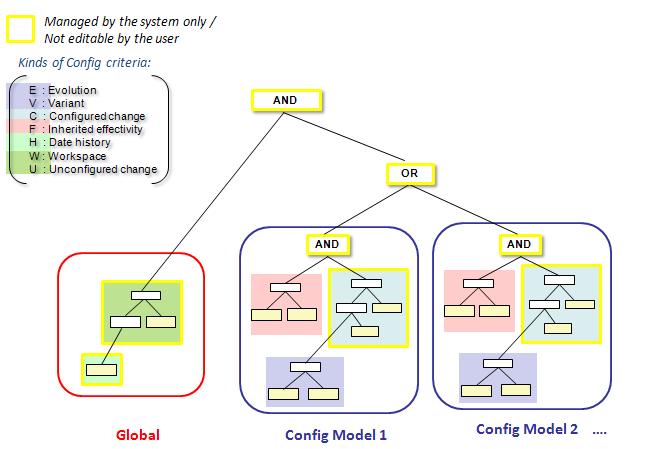 Managed by the system only /
Not editable by the user
Kinds of Config criteria:
E : Evolution
V : Variant
C : Configured change
F : Inherited effectivity
H : Date history
W : Workspace
U : Unconfigured change
AND
OR
AND
AND
Global
Config Model 1
Config Model 2 ....